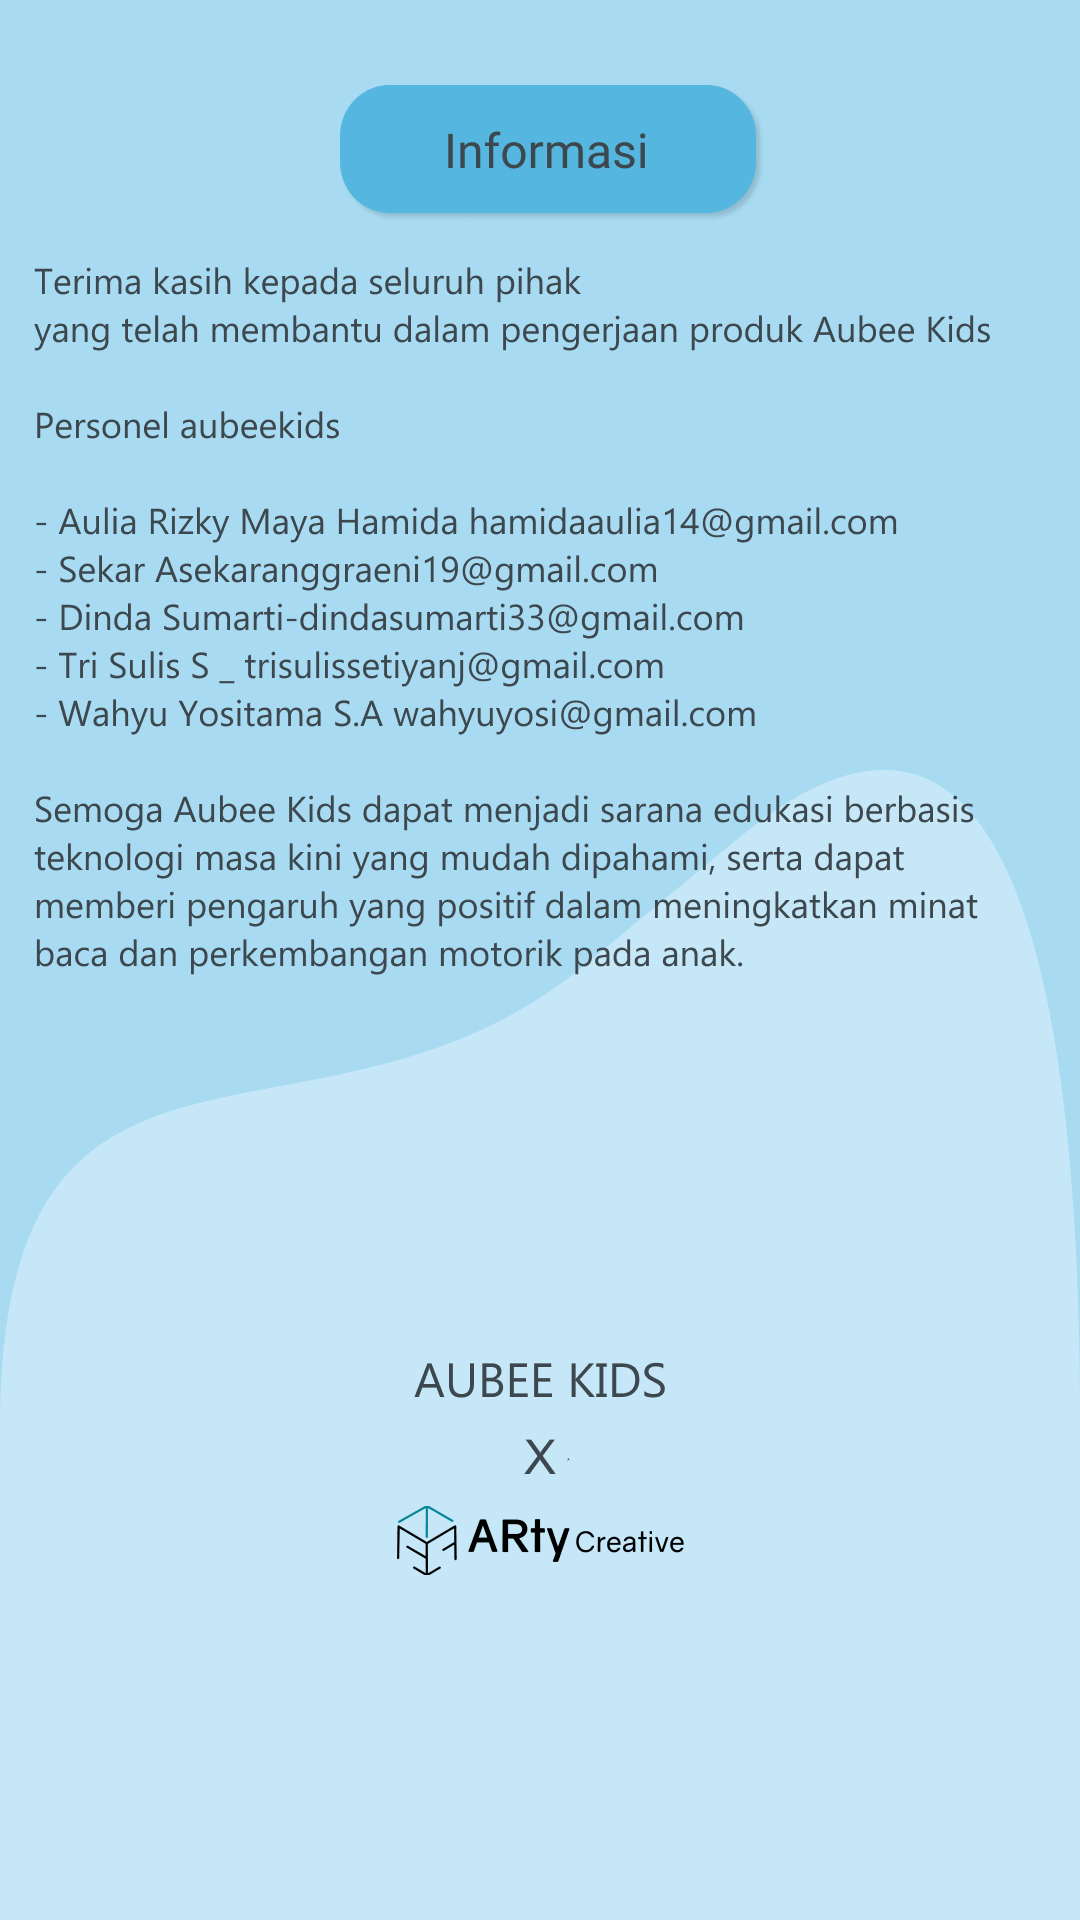 Informasi
Terima kasih kepada seluruh pihak
yang telah membantu dalam pengerjaan produk Aubee Kids
Personel aubeekids
- Aulia Rizky Maya Hamida hamidaaulia14@gmail.com
- Sekar Asekaranggraeni19@gmail.com
- Dinda Sumarti-dindasumarti33@gmail.com
- Tri Sulis S _ trisulissetiyanj@gmail.com
- Wahyu Yositama S.A wahyuyosi@gmail.com
Semoga Aubee Kids dapat menjadi sarana edukasi berbasis
teknologi masa kini yang mudah dipahami, serta dapat
memberi pengaruh yang positif dalam meningkatkan minat
baca dan perkembangan motorik pada anak.
AUBEE KIDS
X
ARty Creative